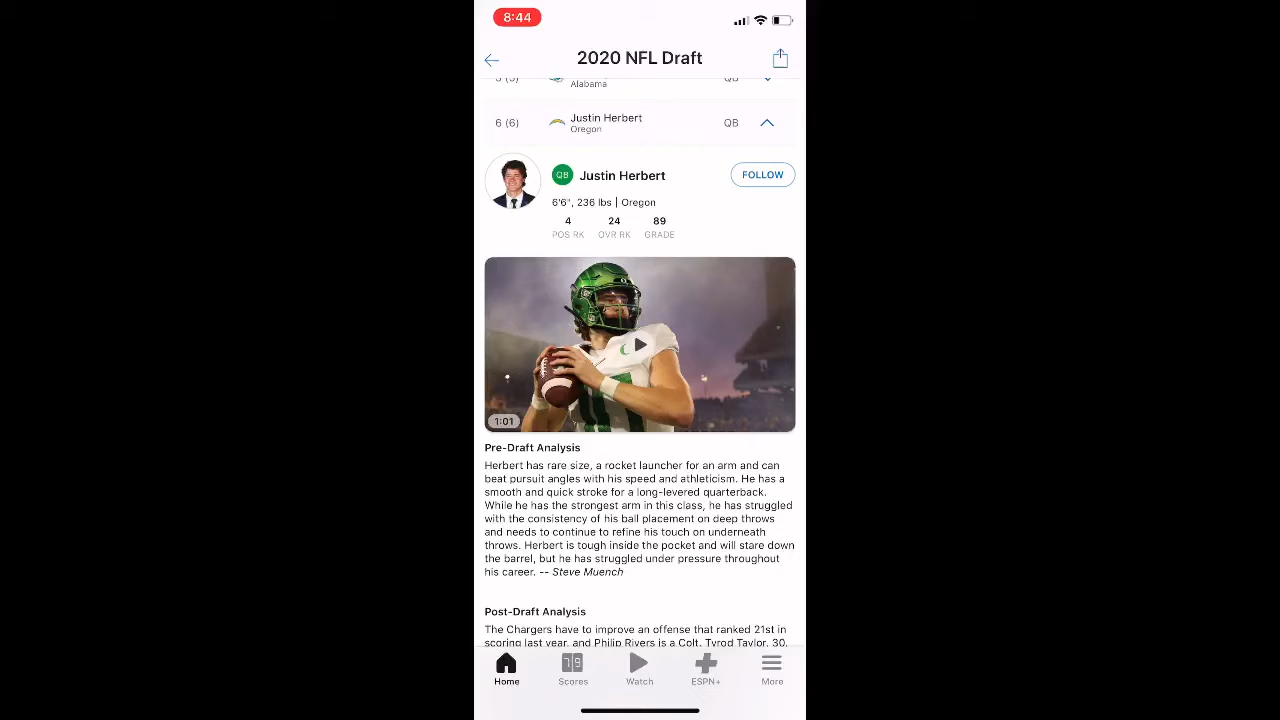 8:44
2020 NFL Draft
5 (5) QB
Alabama
6 (6) Justin Herbert QB
Oregon
QB Justin Herbert FOLLOW
6'6", 236 lbs | Oregon
4 24 89
POS RK OVR RK GRADE
1:01
Pre-Draft Analysis
Herbert has rare size, a rocket launcher for an arm and can
beat pursuit angles with his speed and athleticism. He has a
smooth and quick stroke for a long-levered quarterback.
While he has the strongest arm in this class, he has struggled
with the consistency of his ball placement on deep throws
and needs to continue to refine his touch on underneath
throws. Herbert is tough inside the pocket and will stare down
the barrel, but he has struggled under pressure throughout
his career. -- Steve Muench
Post-Draft Analysis
The Chargers have to improve an offense that ranked 21st in
scoring last year, and Philip Rivers is a Colt. Tyrod Taylor, 30,
Home Scores Watch ESPN+ More